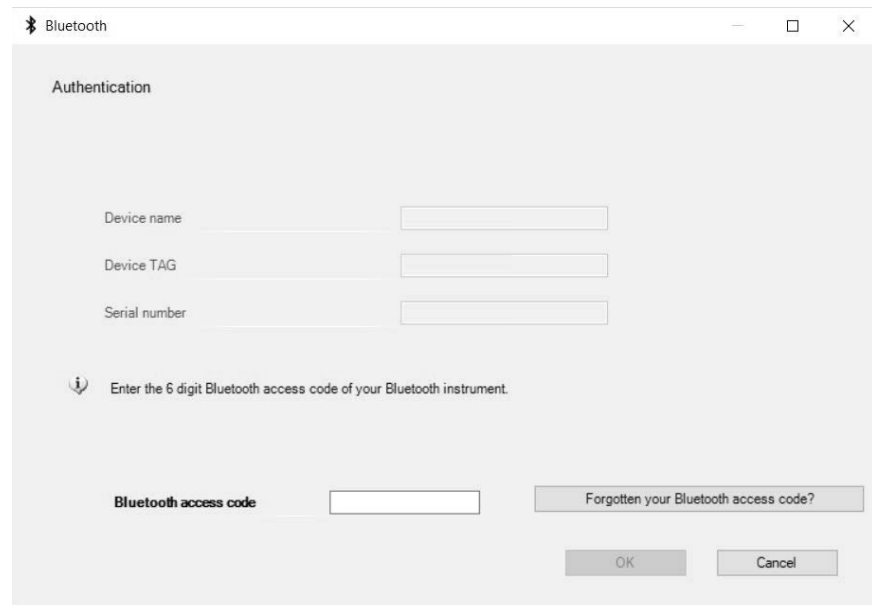 Bluetooth
Authentication
Device name
Device TAG
Serial number
Enter the 6 digit Bluetooth access code of your Bluetooth instrument.
Bluetooth access code
Forgotten your Bluetooth access code?
OK
Cancel